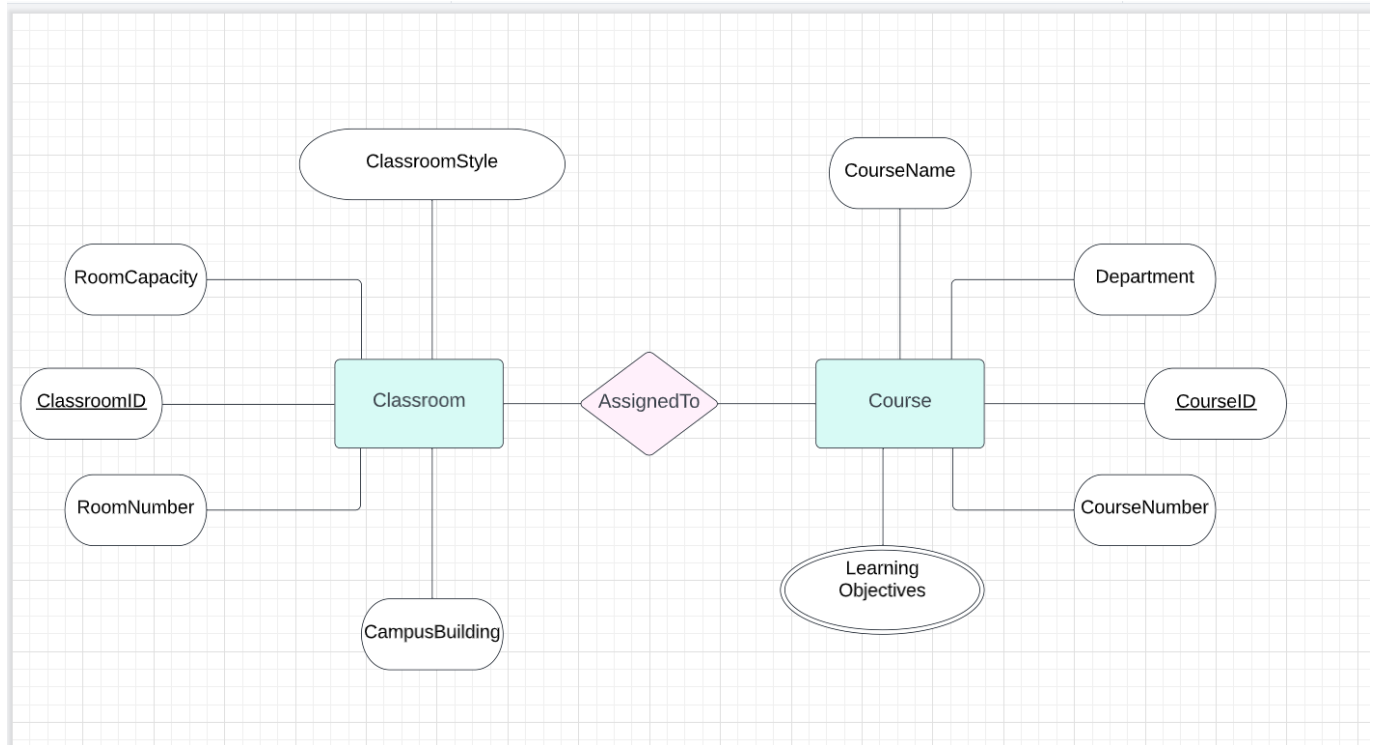 ClassroomStyle
CourseName
RoomCapacity
Department
ClassroomID
Classroom
AssignedTo
Course
CourseID
RoomNumber
CourseNumber
Learning
Objectives
CampusBuilding